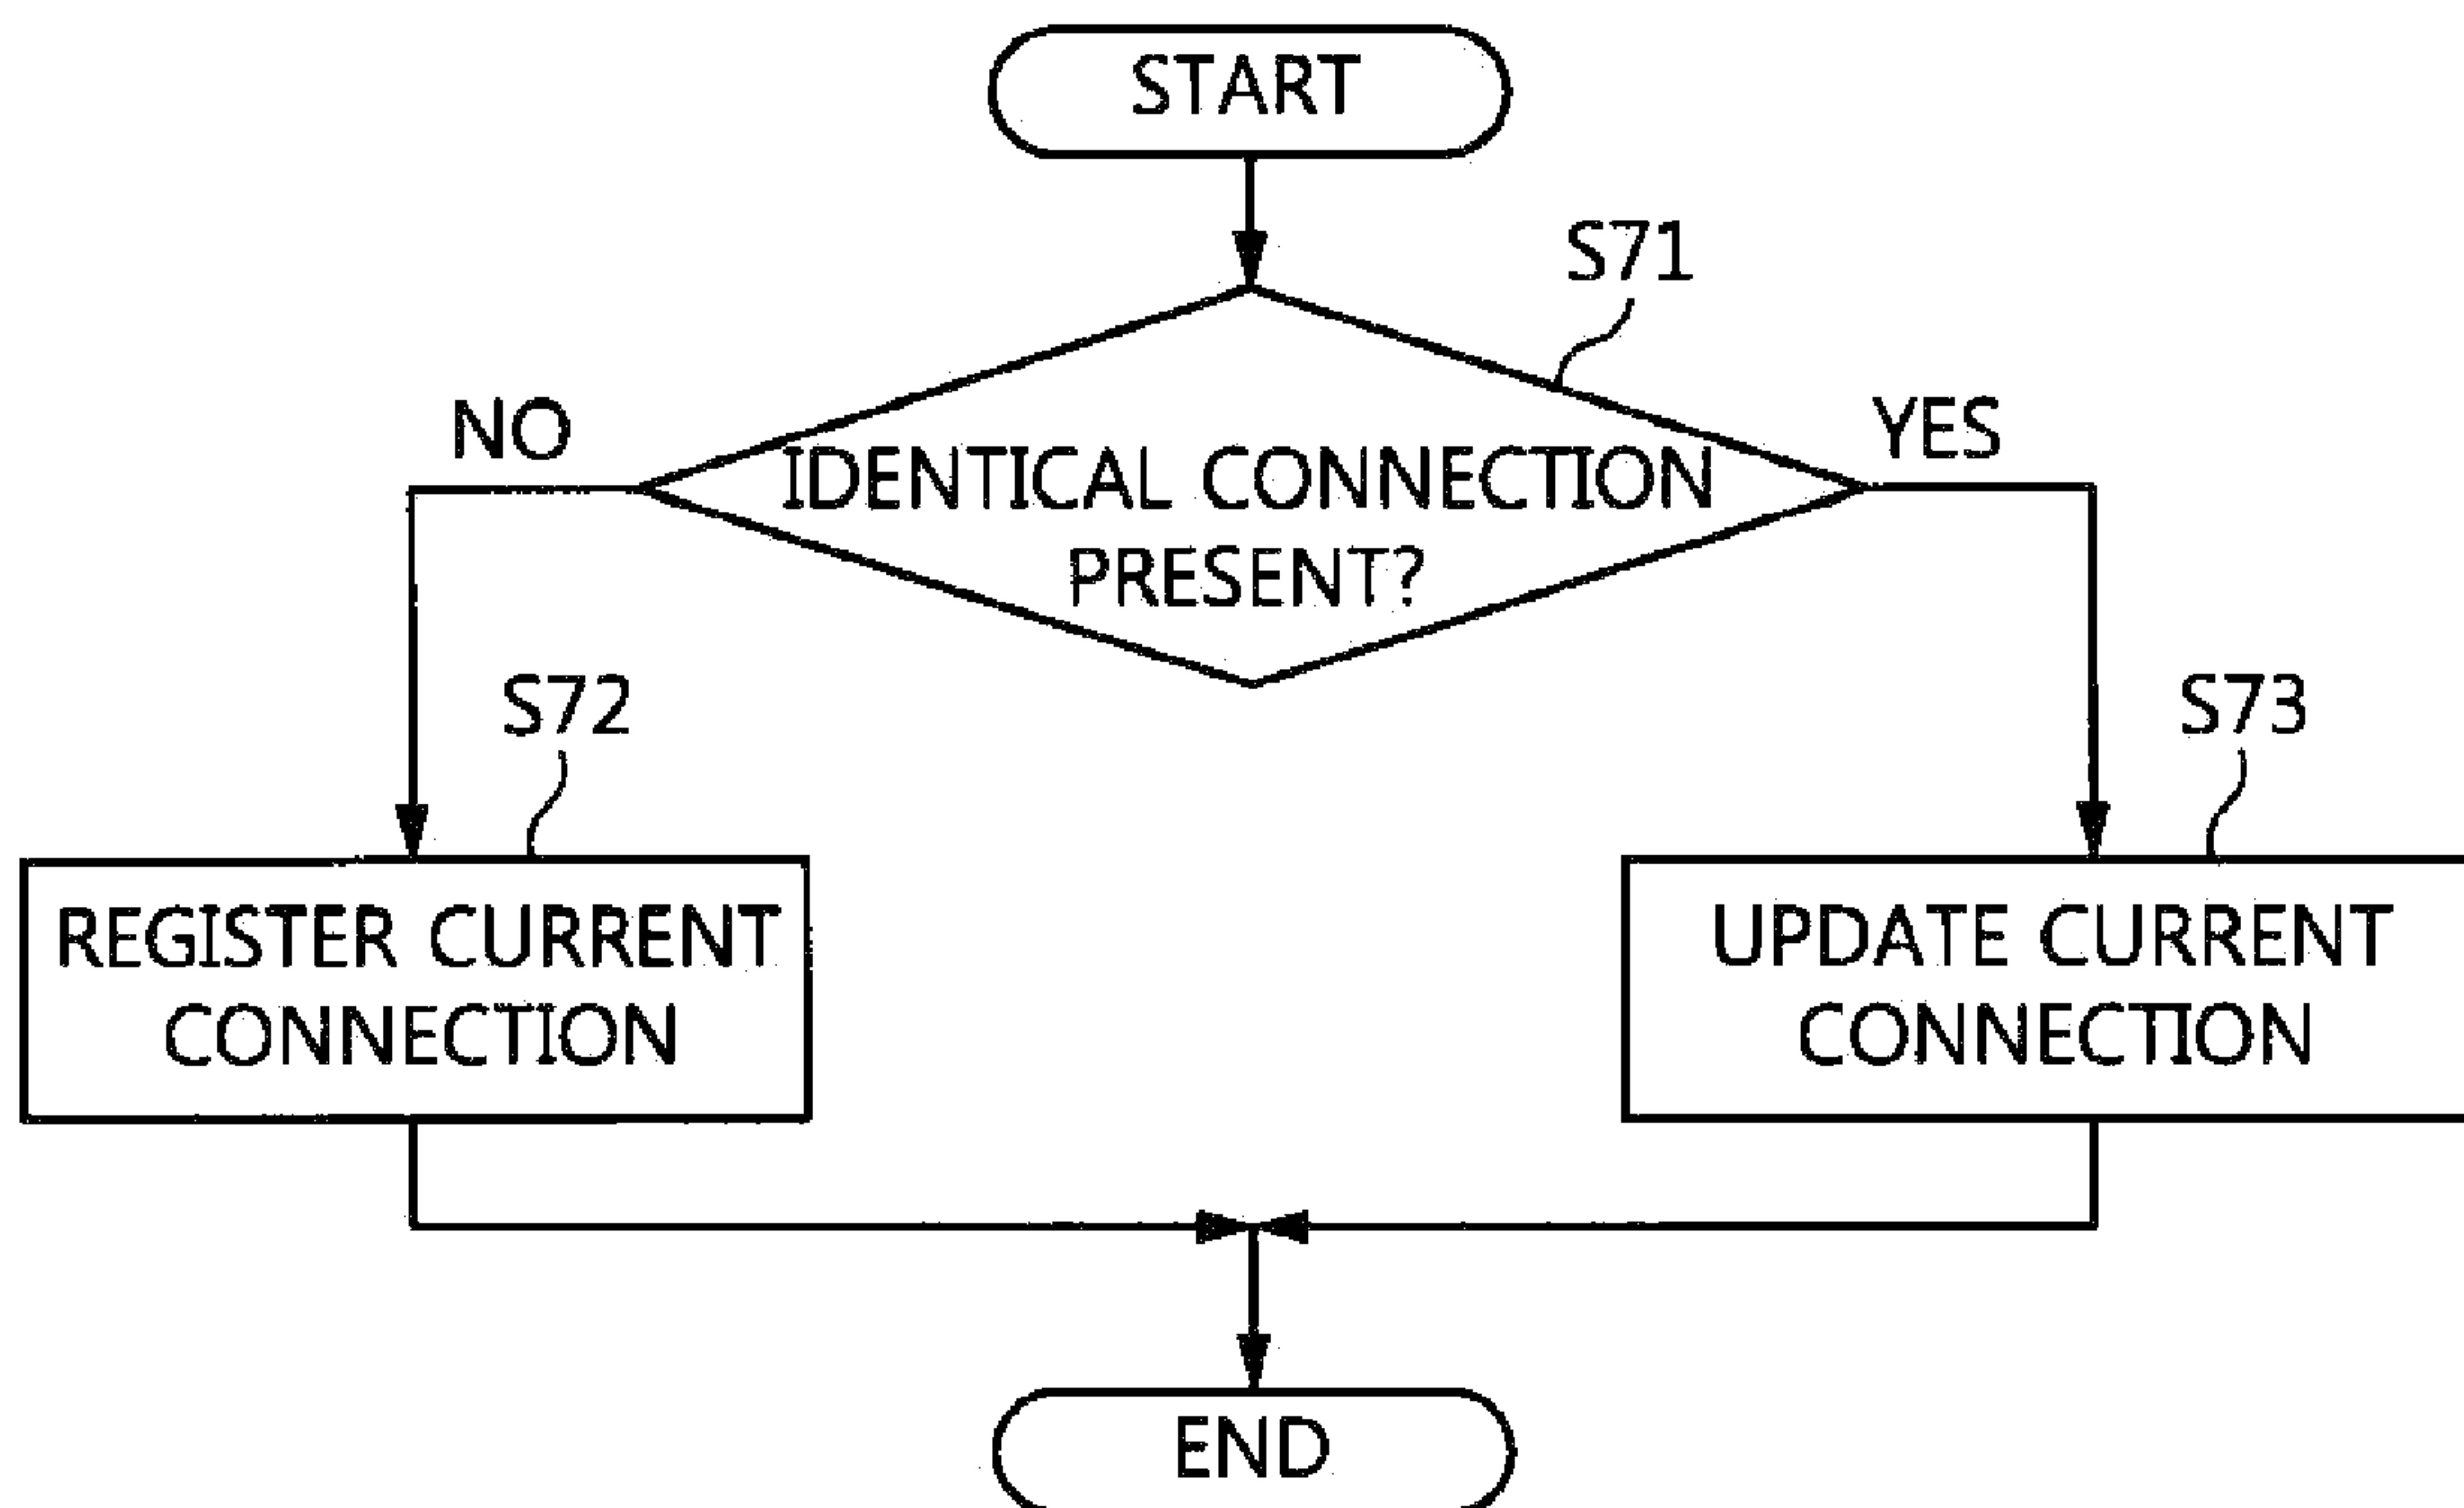 START
S71
NO
YES
IDENTICAL CONNECTION
PRESENT?
S72
S73
REGISTER CURRENT
CONNECTION
UPDATE CURRENT
CONNECTION
END